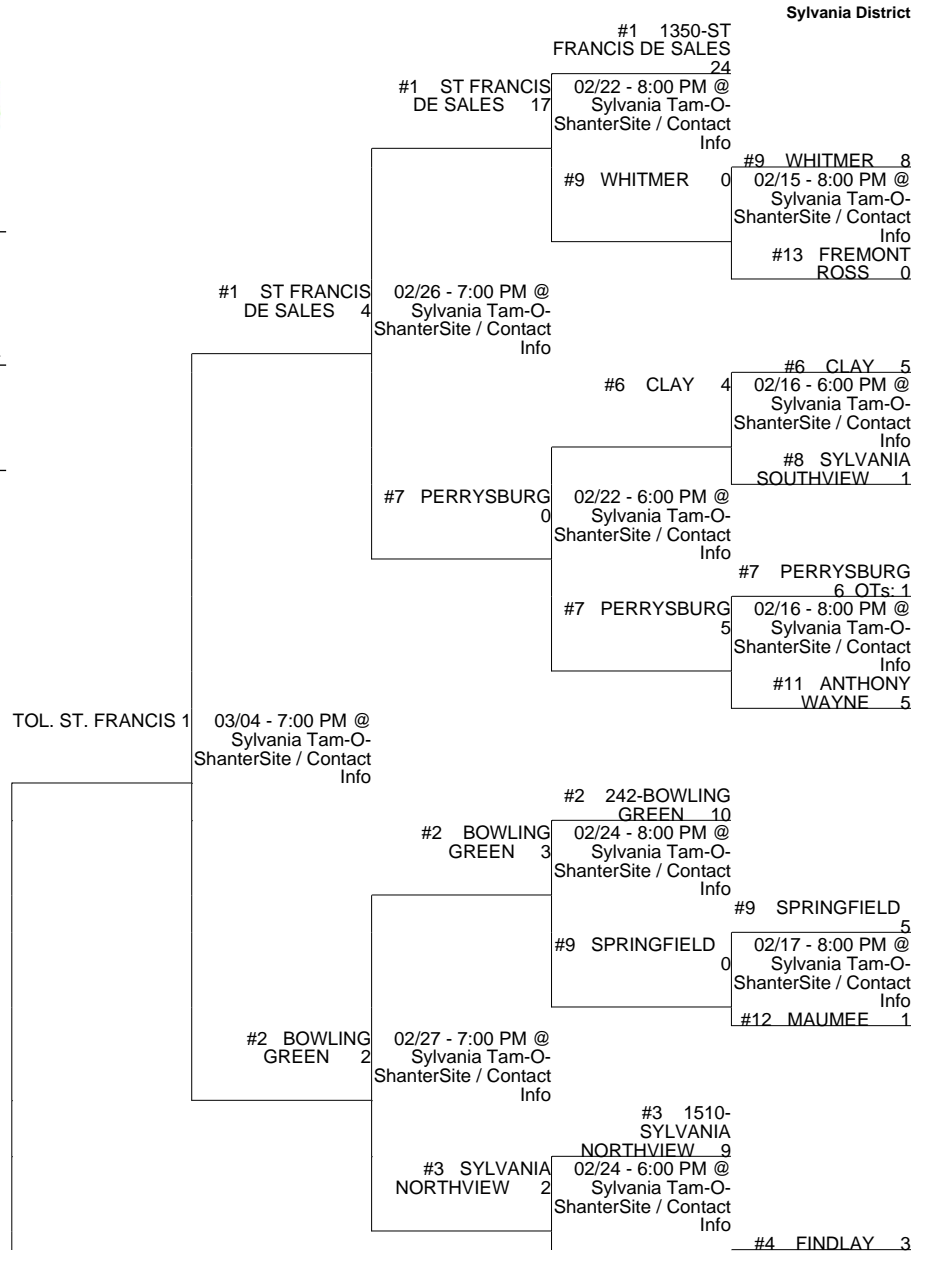 Sylvania District
#1 1350-ST
FRANCIS DE SALES
24
#1 ST FRANCIS
DE SALES 17
02/22 - 8:00 PM @
Sylvania Tam-O-
ShanterSite / Contact
Info
#9 WHITMER 8
#9 WHITMER 0
02/15 - 8:00 PM @
Sylvania Tam-O-
ShanterSite / Contact
Info
#13 FREMONT
ROSS 0
#1 ST FRANCIS
DE SALES 4
02/26 - 7:00 PM @
Sylvania Tam-O-
ShanterSite / Contact
Info
#6 CLAY 5
#6 CLAY 4
02/16 - 6:00 PM @
Sylvania Tam-O-
ShanterSite / Contact
Info
#8 SYLVANIA
SOUTHVIEW 1
#7 PERRYSBURG
0
02/22 - 6:00 PM @
Sylvania Tam-O-
ShanterSite / Contact
Info
#7 PERRYSBURG
6 OTs: 1
#7 PERRYSBURG
5
02/16 - 8:00 PM @
Sylvania Tam-O-
ShanterSite / Contact
Info
#11 ANTHONY
WAYNE 5
TOL. ST. FRANCIS 1
03/04 - 7:00 PM @
Sylvania Tam-O-
ShanterSite / Contact
Info
#2 242-BOWLING
GREEN 10
#2 BOWLING
GREEN 3
02/24 - 8:00 PM @
Sylvania Tam-O-
ShanterSite / Contact
Info
#9 SPRINGFIELD
5
#9 SPRINGFIELD
0
02/17 - 8:00 PM @
Sylvania Tam-O-
ShanterSite / Contact
Info
#12 MAUMEE 1
#2 BOWLING
GREEN 2
02/27 - 7:00 PM @
Sylvania Tam-O-
ShanterSite / Contact
Info
#3 1510-
SYLVANIA
NORTHVIEW 9
#3 SYLVANIA
NORTHVIEW 2
02/24 - 6:00 PM @
Sylvania Tam-O-
ShanterSite / Contact
Info
#4 FINDLAY 3